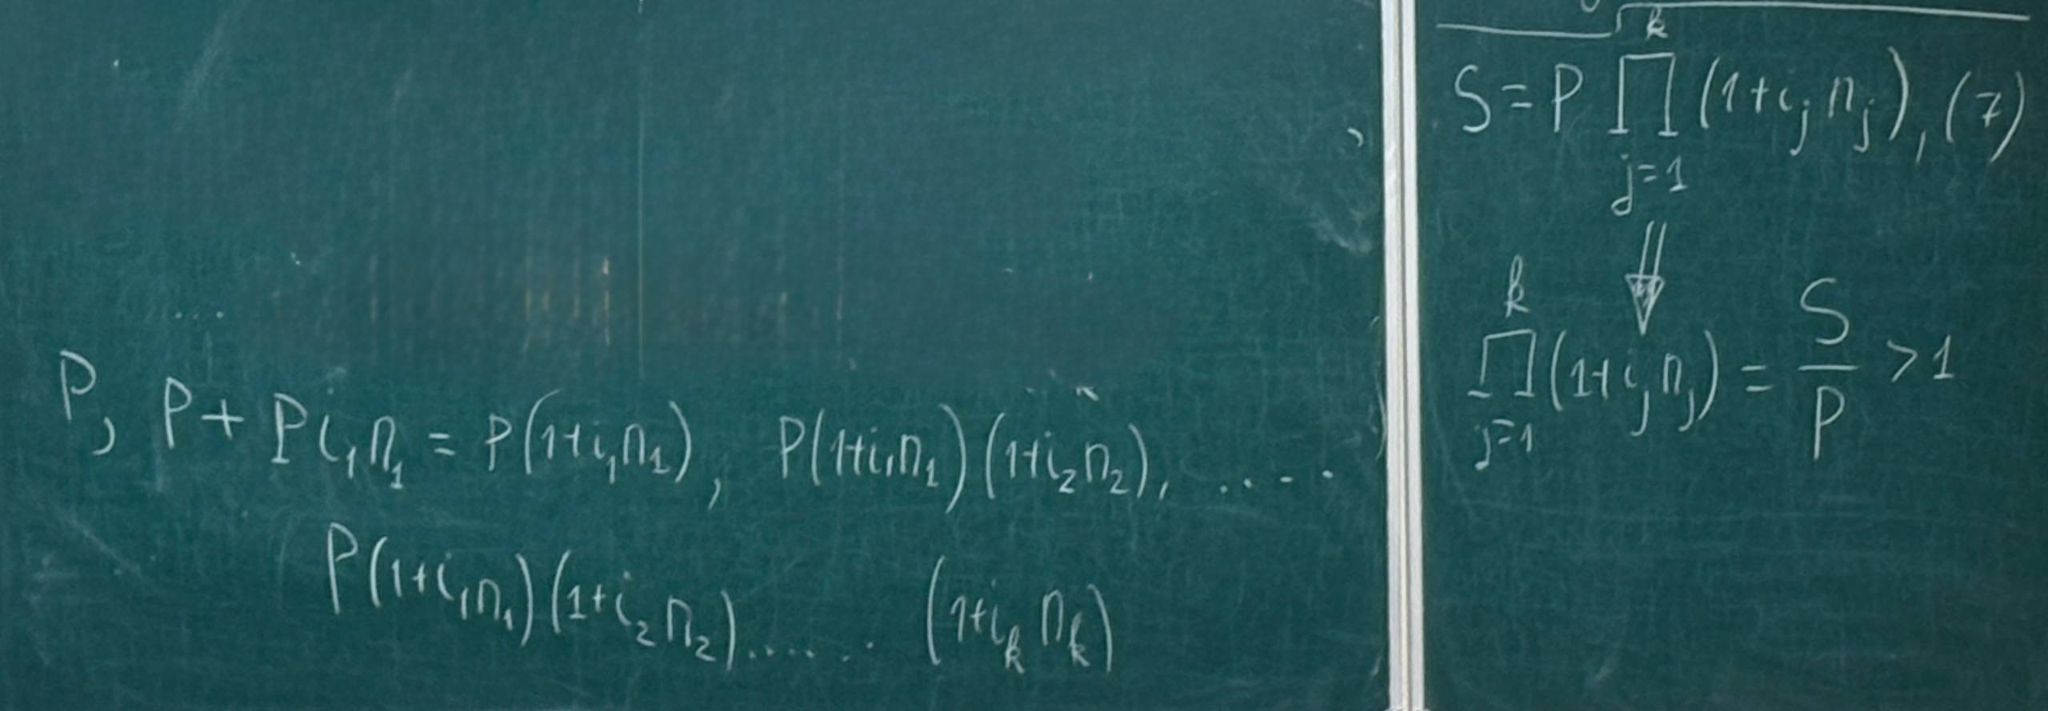 ....
P, P + Pi₁n₁ = P(1+i₁n₁), P(1+i₁n₁)(1+i₂n₂), .....
P(1+i₁n₁)(1+i₂n₂)...... (1+iₖnₖ)
k
S = P ∏ (1+iⱼnⱼ), (7)
j=1
⇓
k
∏ (1+iⱼnⱼ) = S/P > 1
j=1